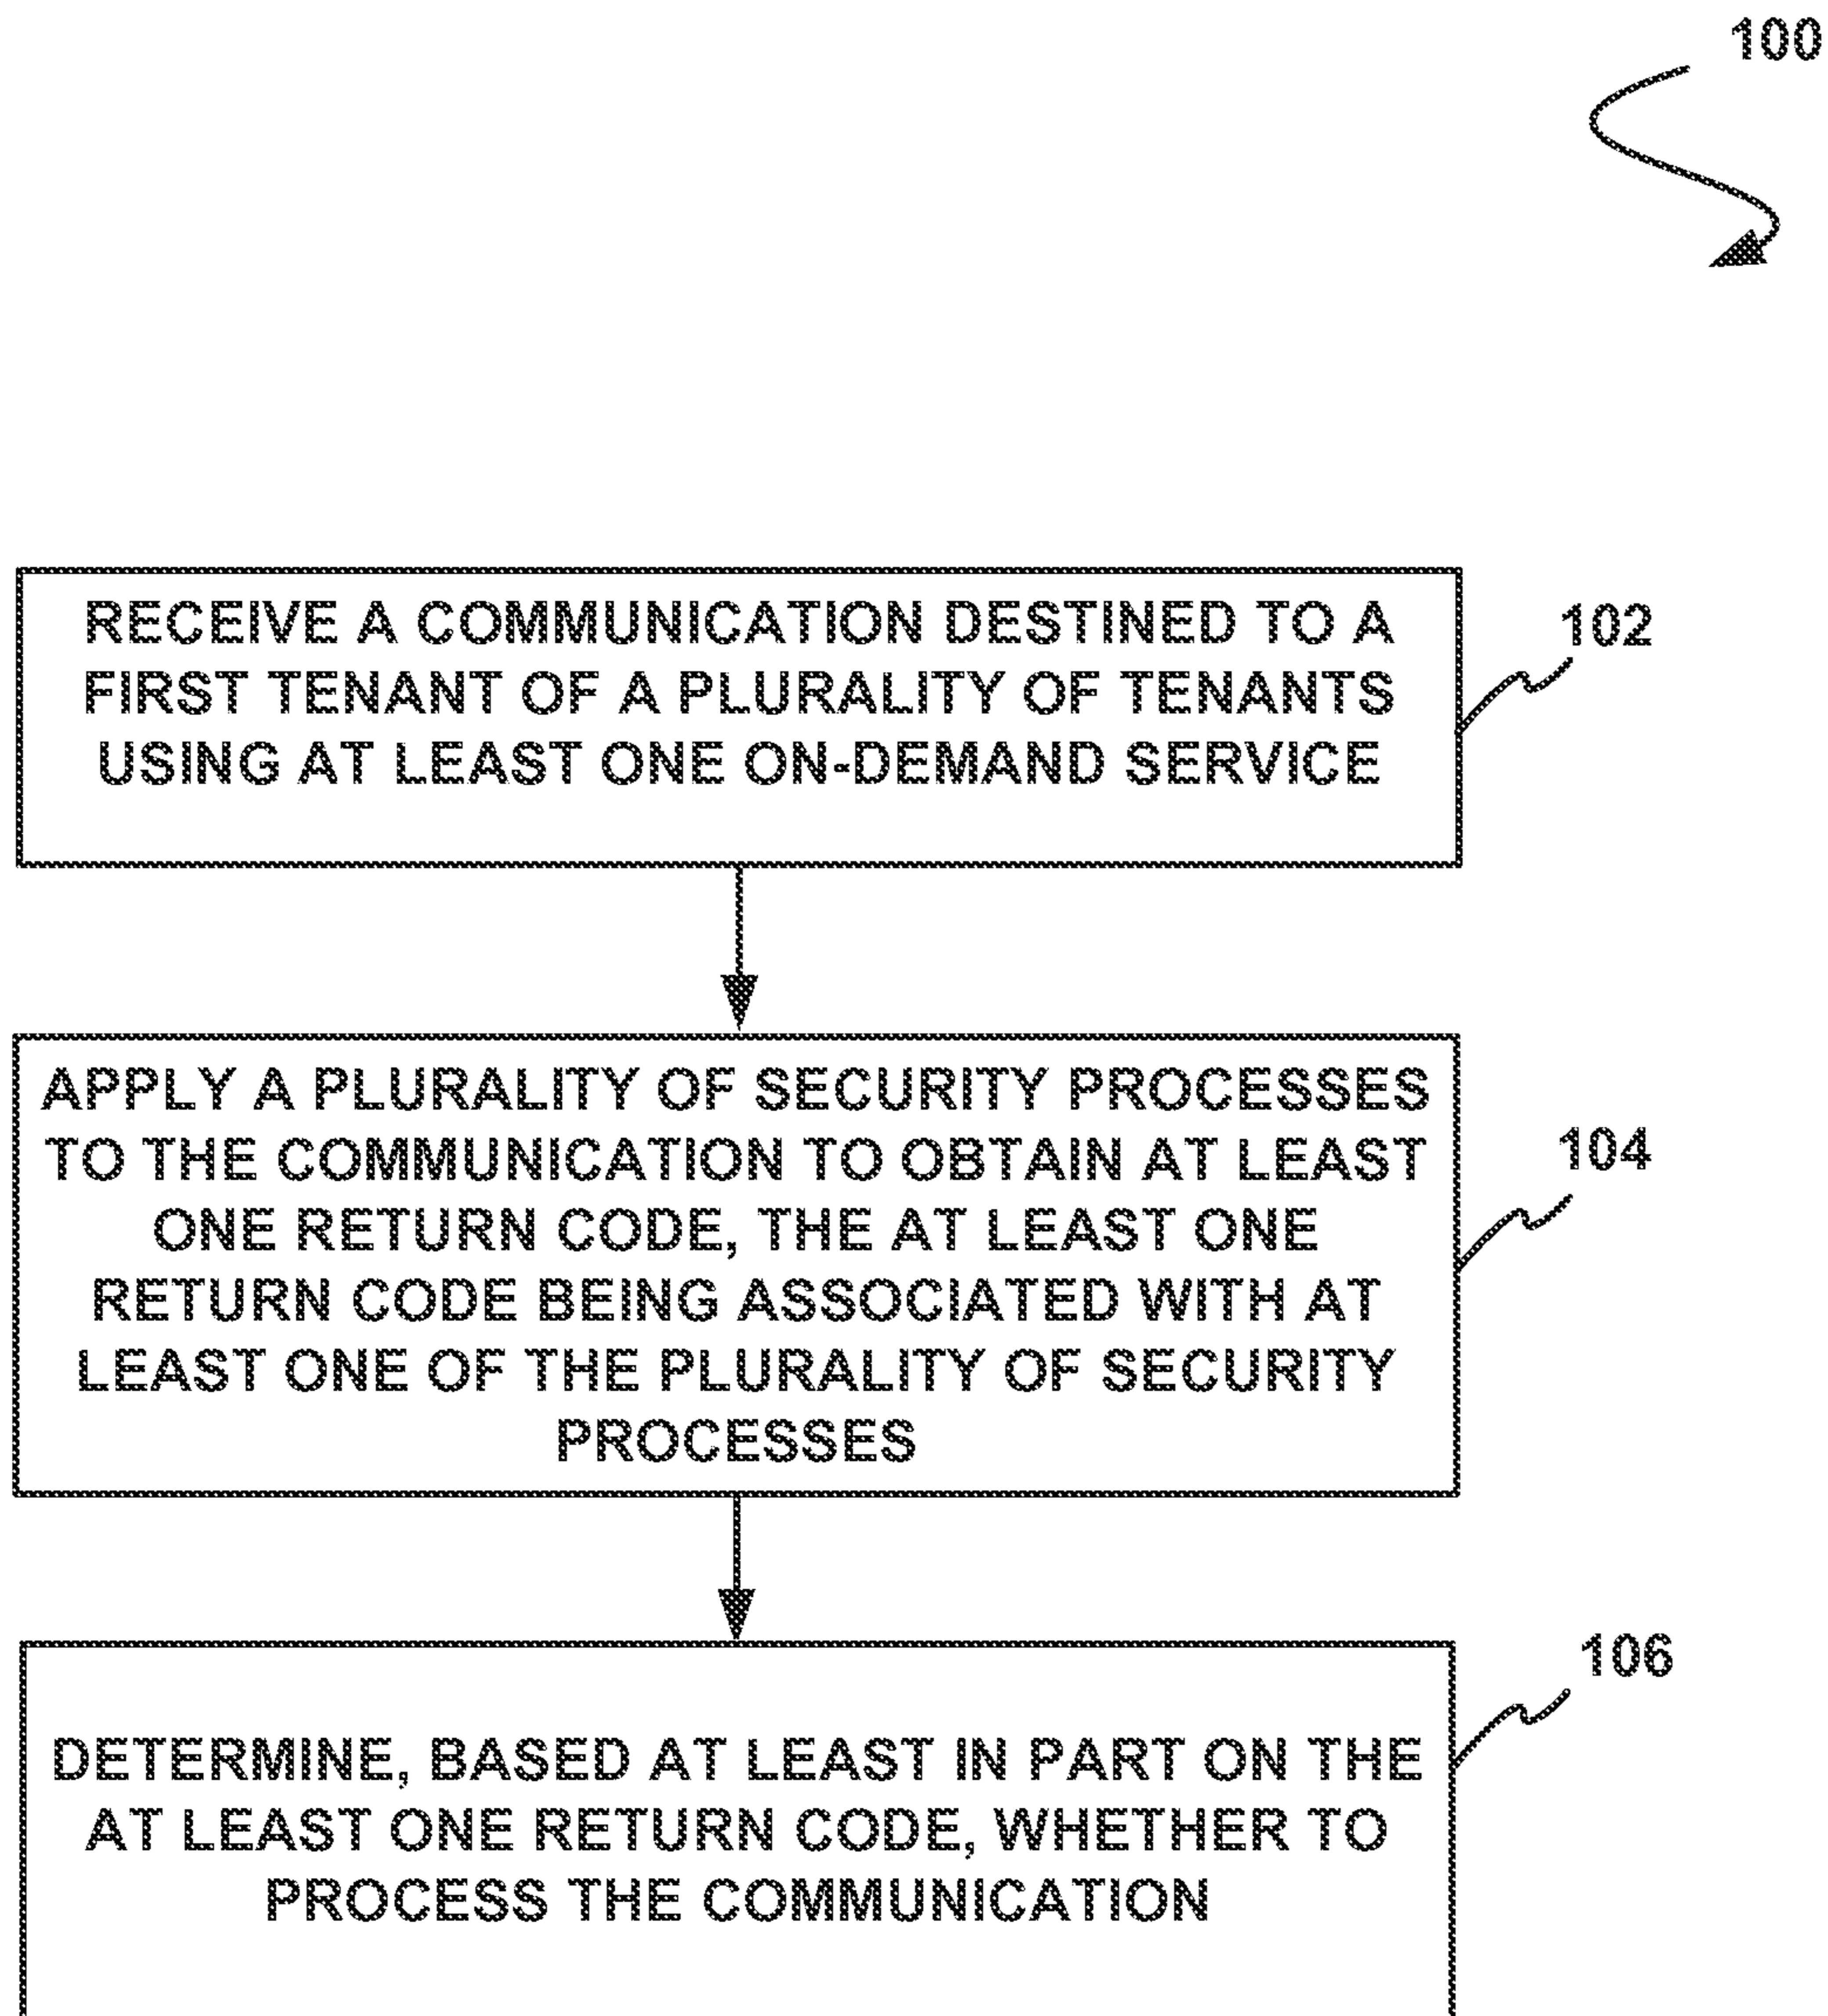 100
RECEIVE A COMMUNICATION DESTINED TO A
FIRST TENANT OF A PLURALITY OF TENANTS
USING AT LEAST ONE ON-DEMAND SERVICE
102
APPLY A PLURALITY OF SECURITY PROCESSES
TO THE COMMUNICATION TO OBTAIN AT LEAST
ONE RETURN CODE, THE AT LEAST ONE
RETURN CODE BEING ASSOCIATED WITH AT
LEAST ONE OF THE PLURALITY OF SECURITY
PROCESSES
104
DETERMINE, BASED AT LEAST IN PART ON THE
AT LEAST ONE RETURN CODE, WHETHER TO
PROCESS THE COMMUNICATION
106